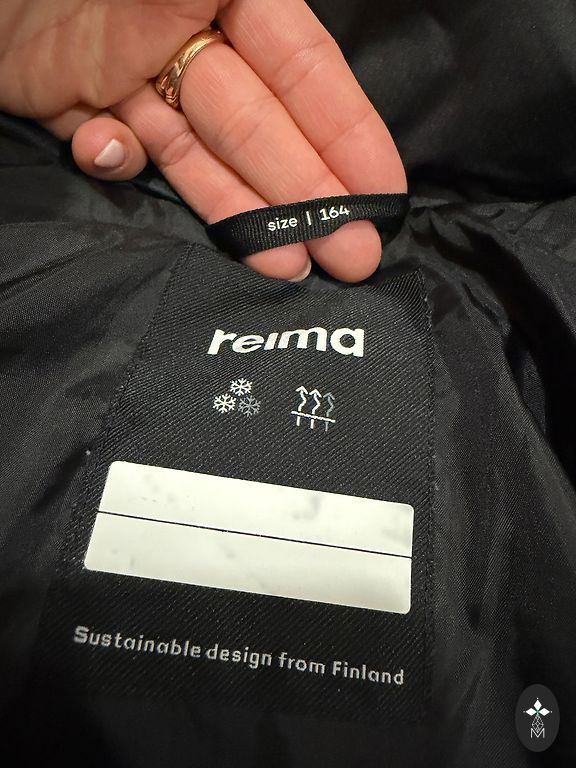 size | 164
reima
Sustainable design from Finland